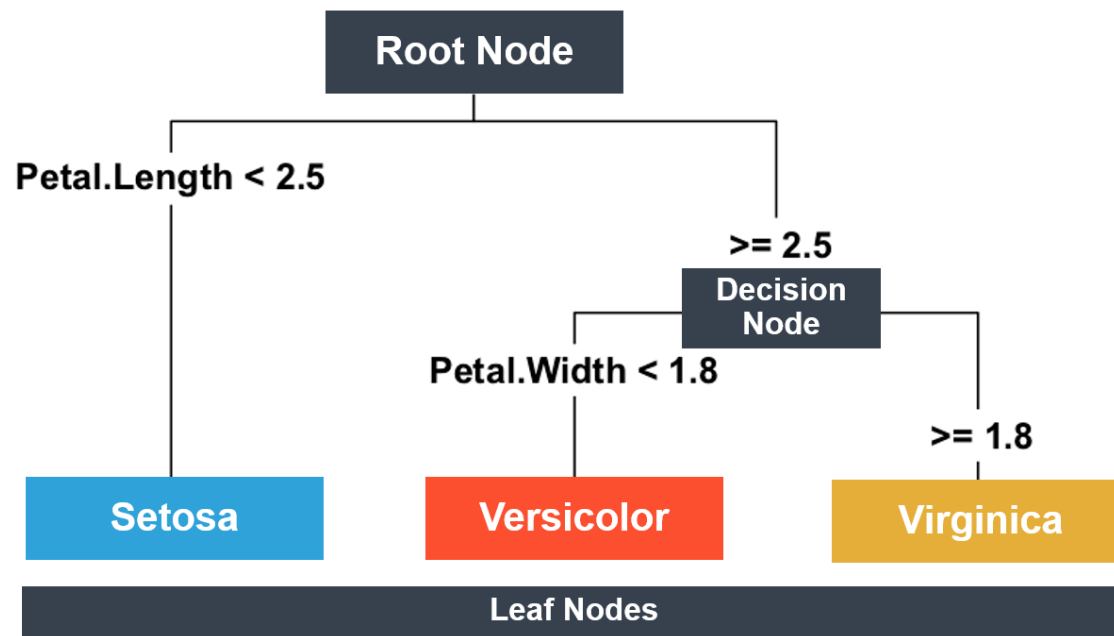 Root Node
Petal.Length < 2.5
>= 2.5
Decision
Node
Petal.Width < 1.8
>= 1.8
Setosa
Versicolor
Virginica
Leaf Nodes